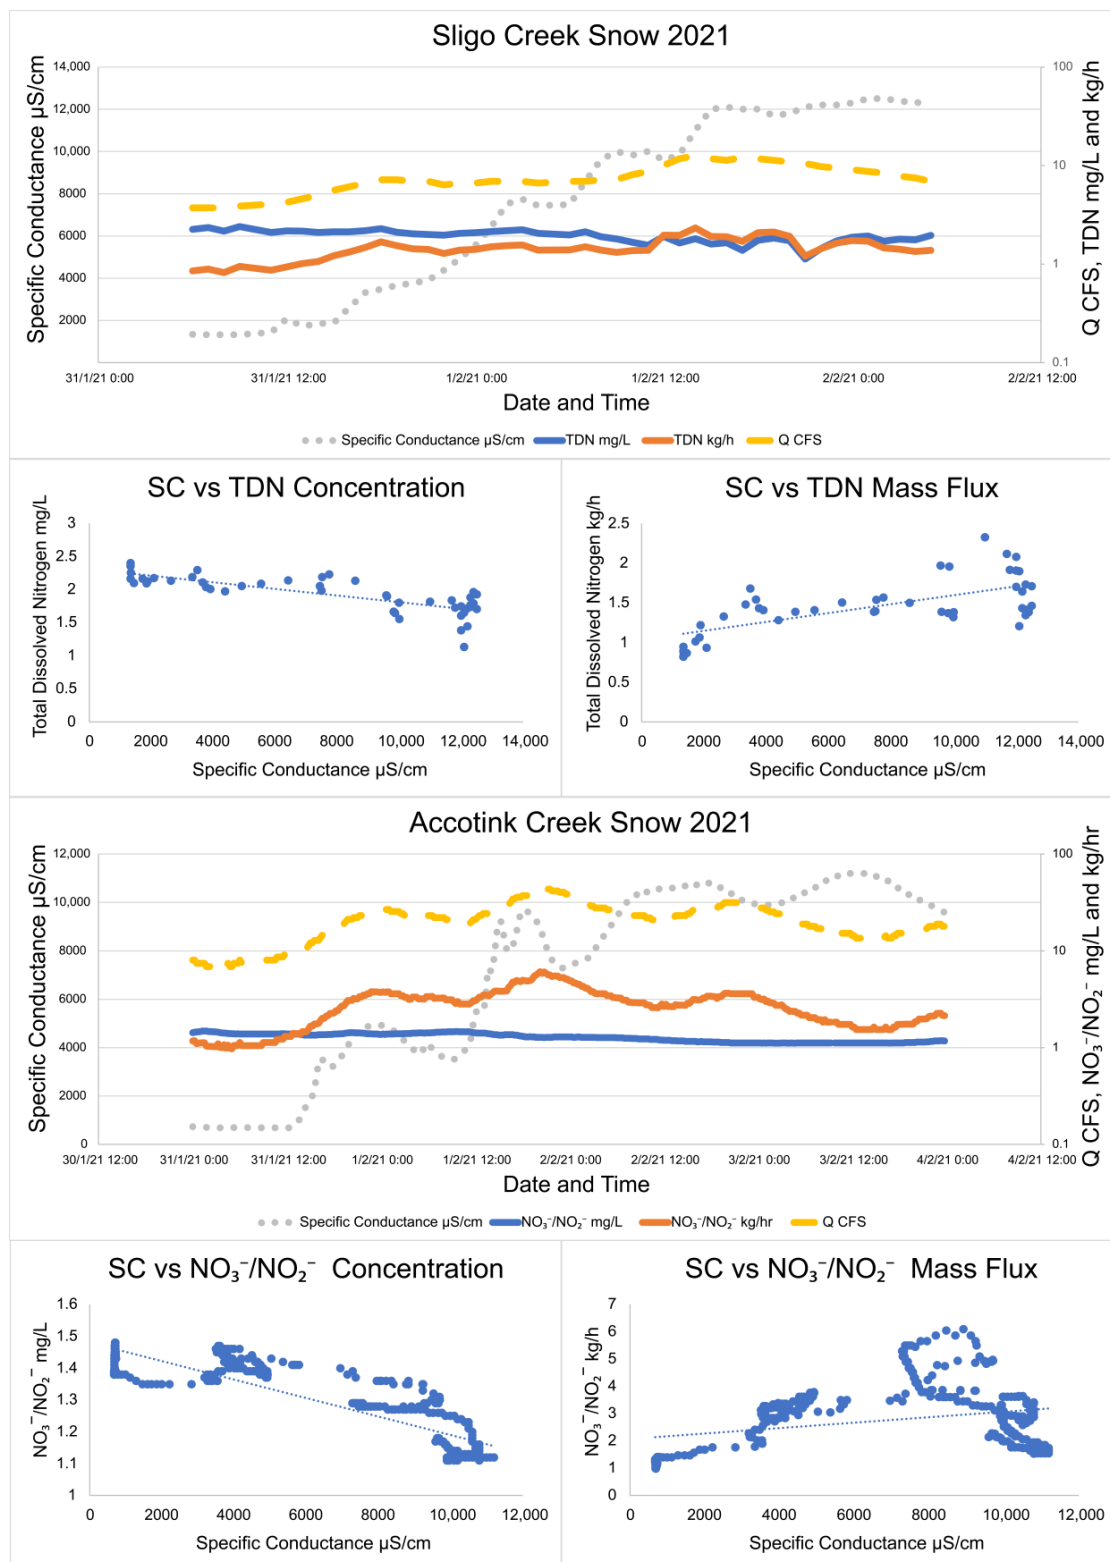 Sligo Creek Snow 2021
Specific Conductance µS/cm
14,000
12,000
10,000
8000
6000
4000
2000
0
100
10
1
0.1
Q CFS, TDN mg/L and kg/h
31/1/21 0:00 31/1/21 12:00 1/2/21 0:00 1/2/21 12:00 2/2/21 0:00 2/2/21 12:00
Date and Time
Specific Conductance µS/cm TDN mg/L TDN kg/h Q CFS
SC vs TDN Concentration
Total Dissolved Nitrogen mg/L
3
2.5
2
1.5
1
0.5
0
0 2000 4000 6000 8000 10,000 12,000 14,000
Specific Conductance µS/cm
SC vs TDN Mass Flux
Total Dissolved Nitrogen kg/h
2.5
2
1.5
1
0.5
0
0 2000 4000 6000 8000 10,000 12,000 14,000
Specific Conductance µS/cm
Accotink Creek Snow 2021
Specific Conductance µS/cm
12,000
10,000
8000
6000
4000
2000
0
100
10
1
0.1
Q CFS, NO₃⁻/NO₂⁻ mg/L and kg/hr
30/1/21 12:00 31/1/21 0:00 31/1/21 12:00 1/2/21 0:00 1/2/21 12:00 2/2/21 0:00 2/2/21 12:00 3/2/21 0:00 3/2/21 12:00 4/2/21 0:00 4/2/21 12:00
Date and Time
Specific Conductance µS/cm NO₃⁻/NO₂⁻ mg/L NO₃⁻/NO₂⁻ kg/hr Q CFS
SC vs NO₃⁻/NO₂⁻ Concentration
NO₃⁻/NO₂⁻ mg/L
1.6
1.5
1.4
1.3
1.2
1.1
1
0 2000 4000 6000 8000 10,000 12,000
Specific Conductance µS/cm
SC vs NO₃⁻/NO₂⁻ Mass Flux
NO₃⁻/NO₂⁻ kg/h
7
6
5
4
3
2
1
0
0 2000 4000 6000 8000 10,000 12,000
Specific Conductance µS/cm